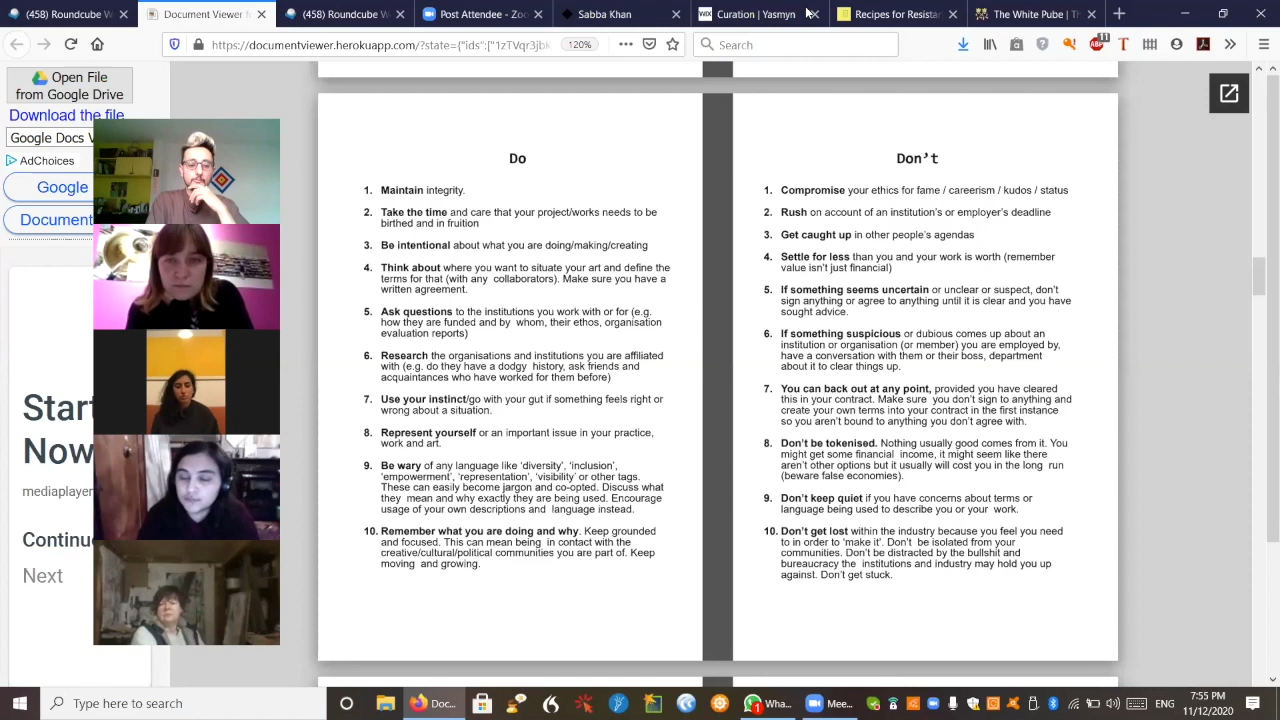 (458) Roundcube W
Document viewer fo
(458) Roundcube W
Post Attendee - Zoo
Sabba Khan
Curation | Yasmyn
Recipes for Resistar
The White Pube | Th
https://documentviewer.herokuapp.com/?state={"ids":["1zTVqr3jbk
120%
Search
11
Open File
from Google Drive
Download the file
Google Docs V
AdChoices
Google
Document
Start
Now
mediaplayer
Continue
Next
Do
1. Maintain integrity.
2. Take the time and care that your project/works needs to be
birthed and in fruition
3. Be intentional about what you are doing/making/creating
4. Think about where you want to situate your art and define the
terms for that (with any collaborators). Make sure you have a
written agreement.
5. Ask questions to the institutions you work with or for (e.g.
how they are funded and by whom, their ethos, organisation
evaluation reports)
6. Research the organisations and institutions you are affiliated
with (e.g. do they have a dodgy history, ask friends and
acquaintances who have worked for them before)
7. Use your instinct/go with your gut if something feels right or
wrong about a situation.
8. Represent yourself or an important issue in your practice,
work and art.
9. Be wary of any language like ‘diversity’, ‘inclusion’,
‘empowerment’, ‘representation’, ‘visibility’ or other tags.
These can easily become jargon and co-opted. Discuss what
they mean and why exactly they are being used. Encourage
usage of your own descriptions and language instead.
10. Remember what you are doing and why. Keep grounded
and focused. This can mean being in contact with the
creative/cultural/political communities you are part of. Keep
moving and growing.
Don’t
1. Compromise your ethics for fame / careerism / kudos / status
2. Rush on account of an institution’s or employer’s deadline
3. Get caught up in other people’s agendas
4. Settle for less than you and your work is worth (remember
value isn’t just financial)
5. If something seems uncertain or unclear or suspect, don’t
sign anything or agree to anything until it is clear and you have
sought advice.
6. If something suspicious or dubious comes up about an
institution or organisation (or member) you are employed by,
have a conversation with them or their boss, department
about it to clear things up.
7. You can back out at any point, provided you have cleared
this in your contract. Make sure you don’t sign to anything and
create your own terms into your contract in the first instance
so you aren’t bound to anything you don’t agree with.
8. Don’t be tokenised. Nothing usually good comes from it. You
might get some financial income, it might seem like there
aren’t other options but it usually will cost you in the long run
(beware false economies).
9. Don’t keep quiet if you have concerns about terms or
language being used to describe you or your work.
10. Don’t get lost within the industry because you feel you need
to in order to ‘make it’. Don’t be isolated from your
communities. Don’t be distracted by the bullshit and
bureaucracy the institutions and industry may hold you up
against. Don’t get stuck.
Type here to search
Doc...
Wha...
Mee...
ENG
7:55 PM
11/12/2020